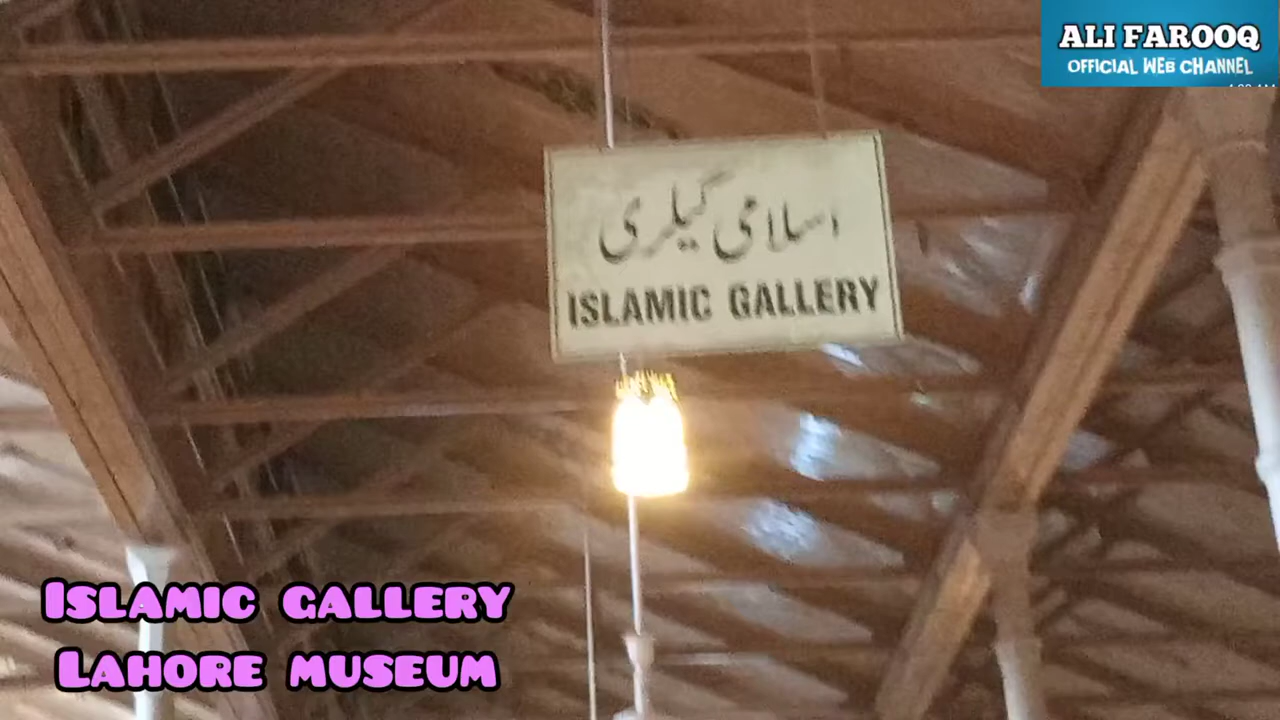 ALI FAROOQ
OFFICIAL WEB CHANNEL
اسلامی گیلری
ISLAMIC GALLERY
ISLAMIC GALLERY
LAHORE MUSEUM